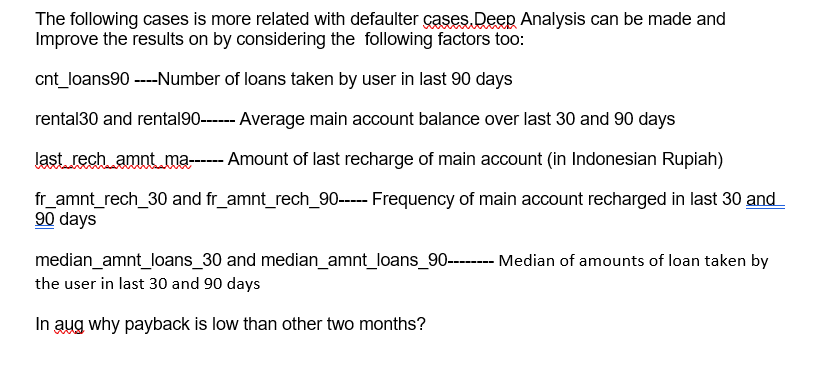 The following cases is more related with defaulter cases.Deep Analysis can be made and
Improve the results on by considering the  following factors too:
cnt_loans90 ----Number of loans taken by user in last 90 days
rental30 and rental90------ Average main account balance over last 30 and 90 days
last_rech_amnt_ma------ Amount of last recharge of main account (in Indonesian Rupiah)
fr_amnt_rech_30 and fr_amnt_rech_90----- Frequency of main account recharged in last 30 and
90 days
median_amnt_loans_30 and median_amnt_loans_90-------- Median of amounts of loan taken by
the user in last 30 and 90 days
In aug why payback is low than other two months?